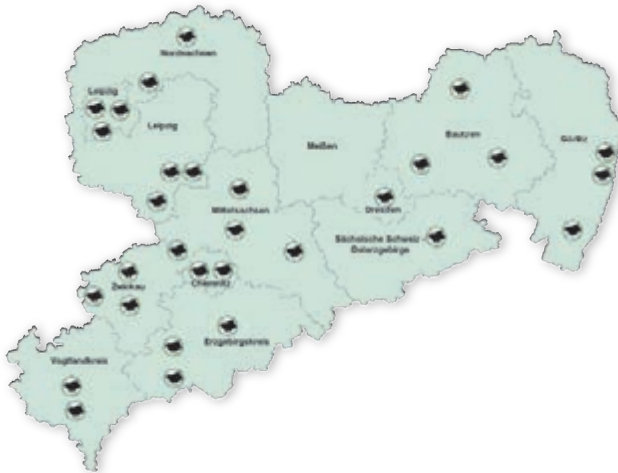 Nordsachsen
Leipzig
Leipzig
Meißen
Bautzen
Görlitz
Dresden
Mittelsachsen
Sächsische Schweiz
Osterzgebirge
Zwickau
Chemnitz
Erzgebirgskreis
Vogtlandkreis